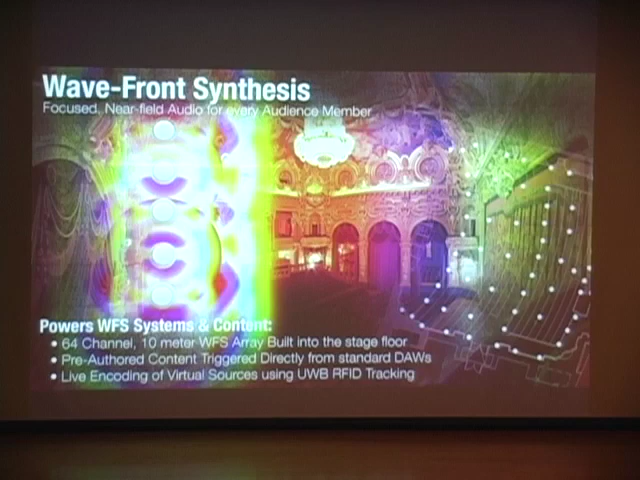 Wave-Front Synthesis
Focused, Near-field Audio for every Audience Member
Powers WFS Systems & Content:
• 64 Channel, 10 meter WFS Array Built into the stage floor
• Pre-Authored Content Triggered Directly from standard DAWs
• Live Encoding of Virtual Sources using UWB RFID Tracking